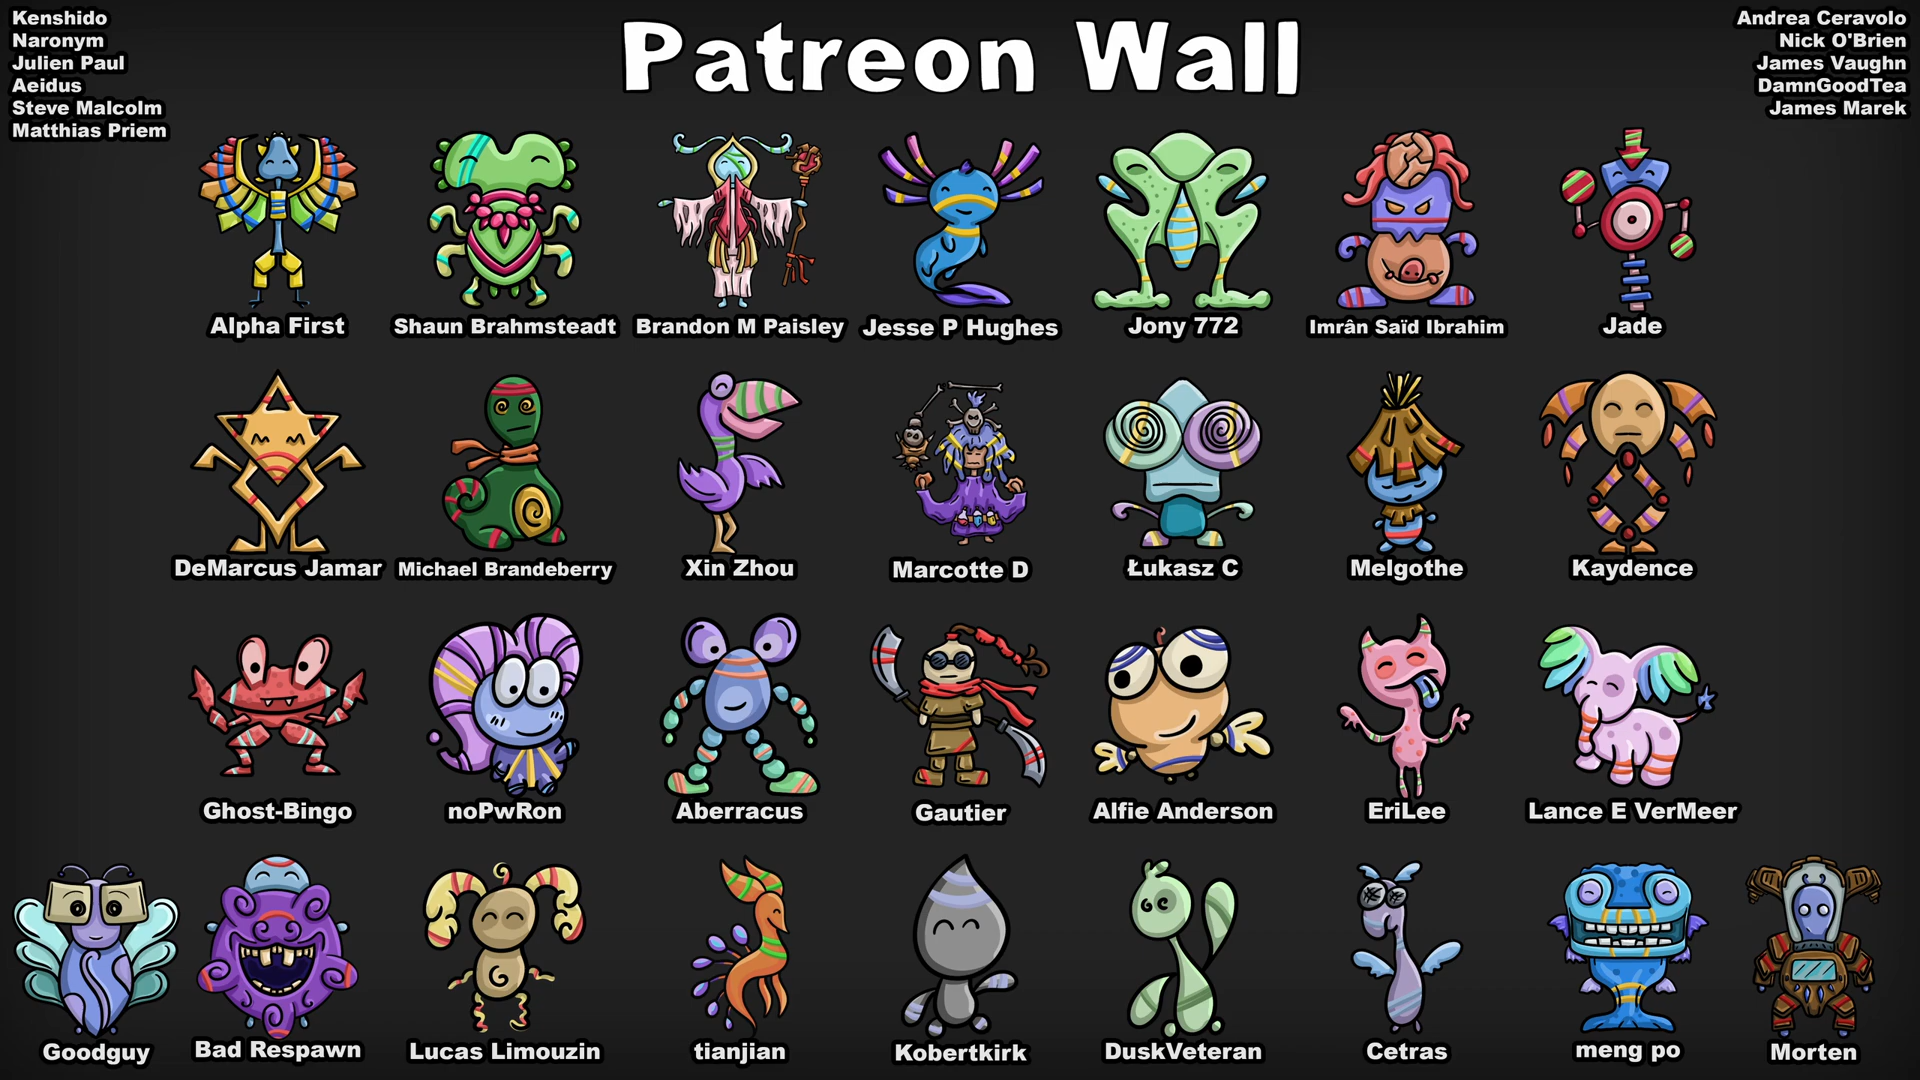 Kenshido
Naronym
Julien Paul
Aeidus
Steve Malcolm
Matthias Priem
Patreon Wall
Andrea Ceravolo
Nick O'Brien
James Vaughn
DamnGoodTea
James Marek
Alpha First
Shaun Brahmsteadt
Brandon M Paisley
Jesse P Hughes
Jony 772
Imrân Saïd Ibrahim
Jade
DeMarcus Jamar
Michael Brandeberry
Xin Zhou
Marcotte D
Łukasz C
Melgothe
Kaydence
Ghost-Bingo
noPwRon
Aberracus
Gautier
Alfie Anderson
EriLee
Lance E VerMeer
Goodguy
Bad Respawn
Lucas Limouzin
tianjian
Kobertkirk
DuskVeteran
Cetras
meng po
Morten